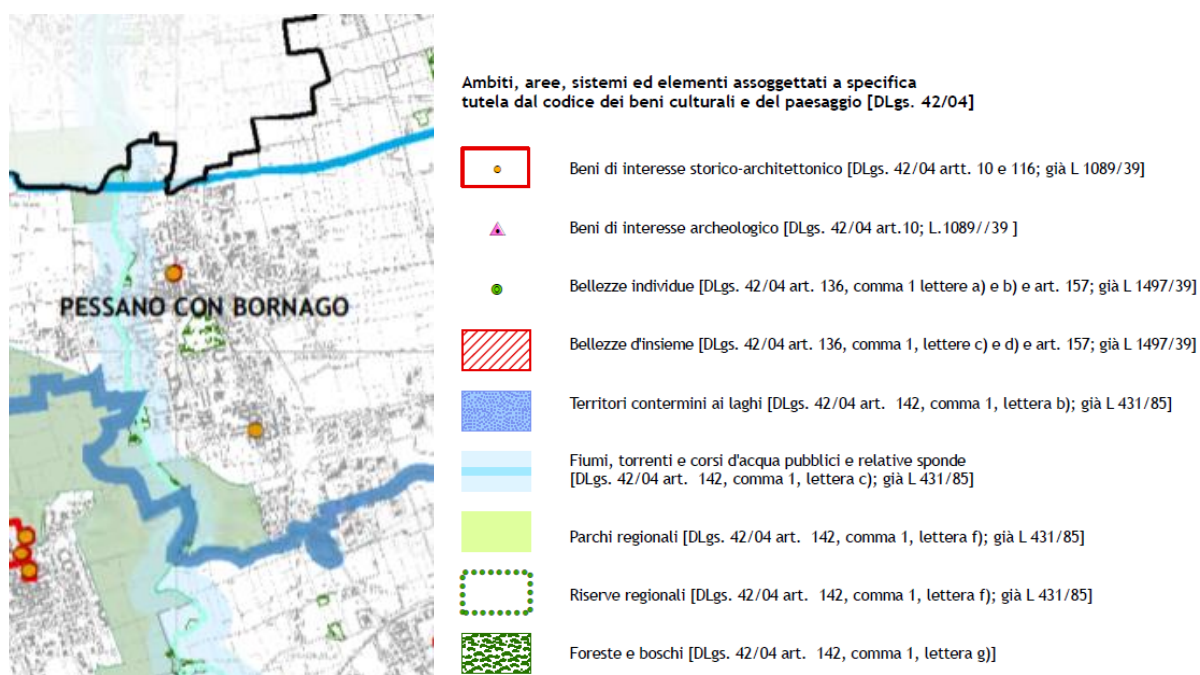 PESSANO CON BORNAGO
Ambiti, aree, sistemi ed elementi assoggettati a specifica
tutela dal codice dei beni culturali e del paesaggio [DLgs. 42/04]
Beni di interesse storico-architettonico [DLgs. 42/04 artt. 10 e 116; già L 1089/39]
Beni di interesse archeologico [DLgs. 42/04 art.10; L.1089//39 ]
Bellezze individue [DLgs. 42/04 art. 136, comma 1 lettere a) e b) e art. 157; già L 1497/39]
Bellezze d'insieme [DLgs. 42/04 art. 136, comma 1, lettere c) e d) e art. 157; già L 1497/39]
Territori contermini ai laghi [DLgs. 42/04 art. 142, comma 1, lettera b); già L 431/85]
Fiumi, torrenti e corsi d'acqua pubblici e relative sponde
[DLgs. 42/04 art. 142, comma 1, lettera c); già L 431/85]
Parchi regionali [DLgs. 42/04 art. 142, comma 1, lettera f); già L 431/85]
Riserve regionali [DLgs. 42/04 art. 142, comma 1, lettera f); già L 431/85]
Foreste e boschi [DLgs. 42/04 art. 142, comma 1, lettera g)]